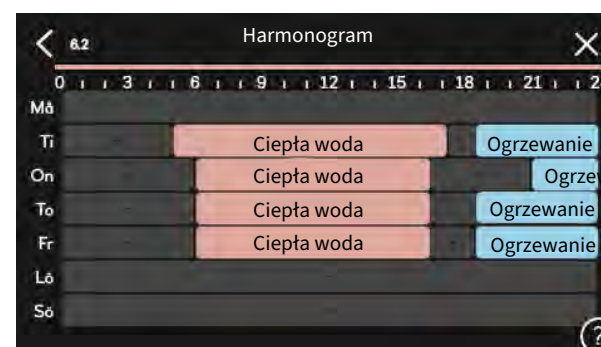 6.2 Harmonogram
0 3 6 9 12 15 18 21 2
Må
Ti Ciepła woda Ogrzewanie
On Ciepła woda Ogrzew
To Ciepła woda Ogrzewanie
Fr Ciepła woda Ogrzewanie
Lö
Sö
?